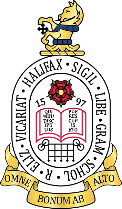 SIGIL · LIBE · GRAM · SCHOL · R · ELIZ · VICARIAT · HALIFAX ·
15 97
OMNE BONUM AB ALTO